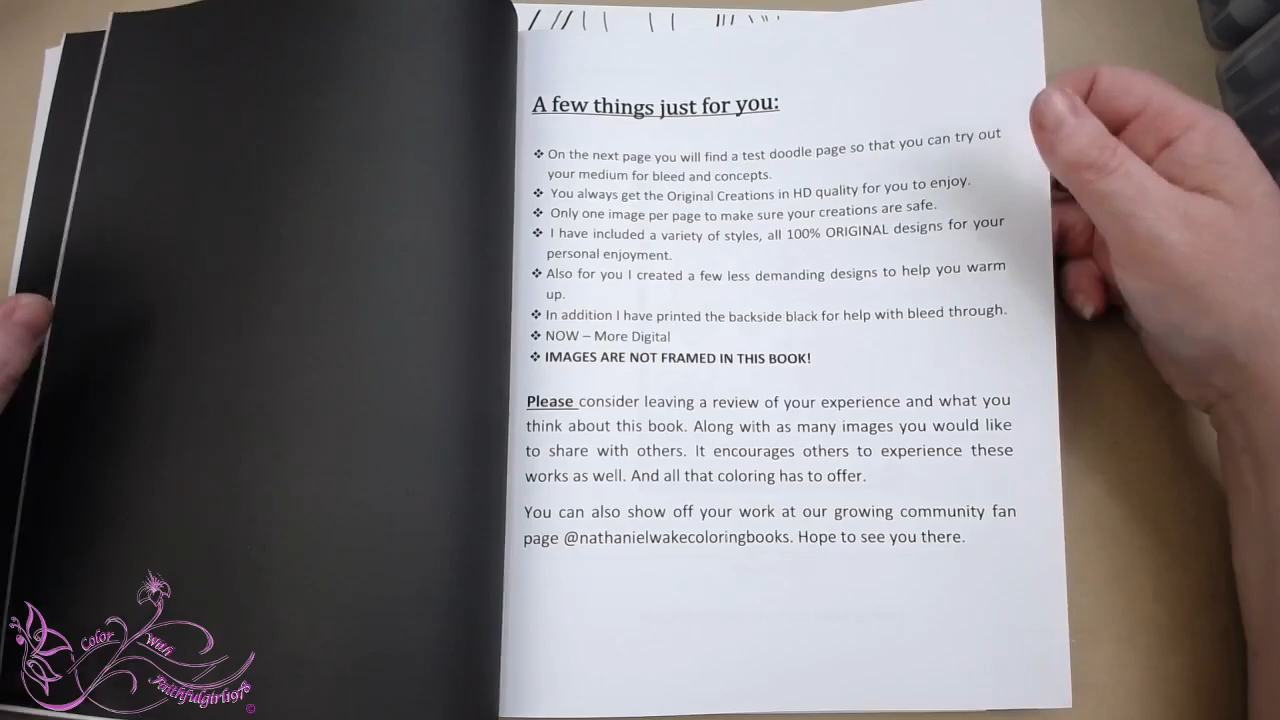 A few things just for you:
❖ On the next page you will find a test doodle page so that you can try out
your medium for bleed and concepts.
❖ You always get the Original Creations in HD quality for you to enjoy.
❖ Only one image per page to make sure your creations are safe.
❖ I have included a variety of styles, all 100% ORIGINAL designs for your
personal enjoyment.
❖ Also for you I created a few less demanding designs to help you warm
up.
❖ In addition I have printed the backside black for help with bleed through.
❖ NOW – More Digital
❖ IMAGES ARE NOT FRAMED IN THIS BOOK!
Please consider leaving a review of your experience and what you
think about this book. Along with as many images you would like
to share with others. It encourages others to experience these
works as well. And all that coloring has to offer.
You can also show off your work at our growing community fan
page @nathanielwakecoloringbooks. Hope to see you there.
Color With
Faithfulgirl1978 ©